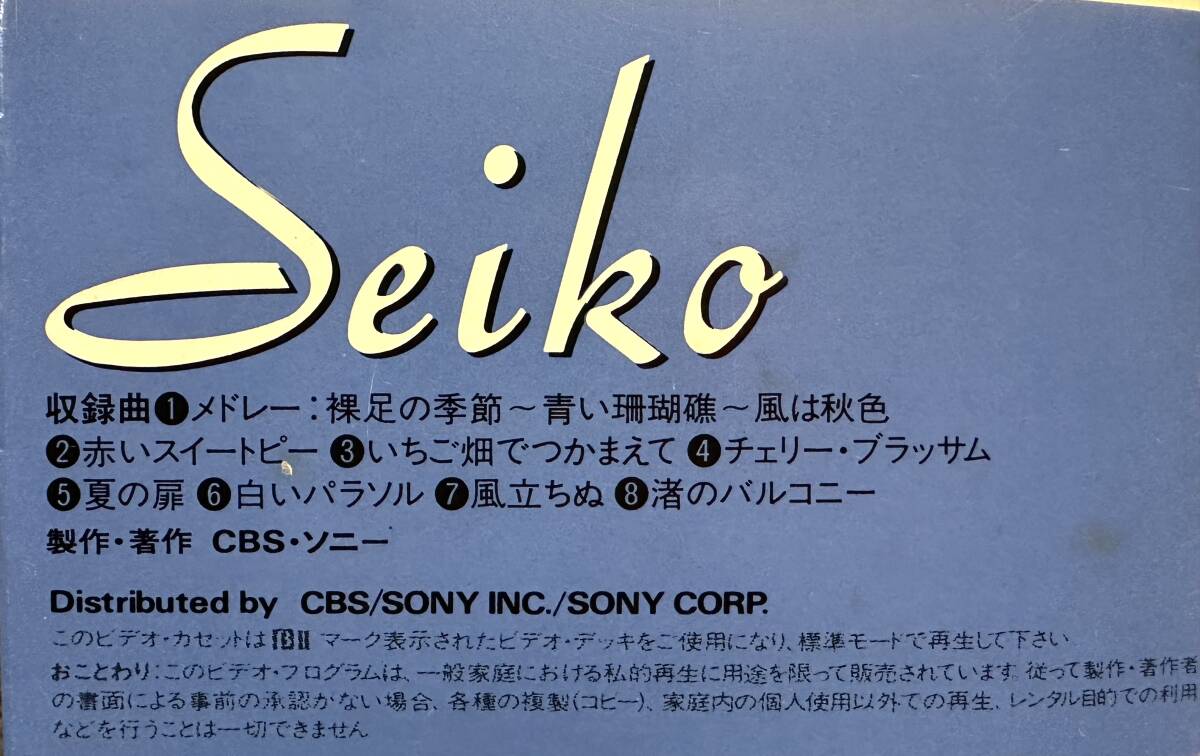 Seiko
収録曲❶メドレー：裸足の季節～青い珊瑚礁～風は秋色
❷赤いスイートピー ❸いちご畑でつかまえて ❹チェリー・ブラッサム
❺夏の扉 ❻白いパラソル ❼風立ちぬ ❽渚のバルコニー
製作・著作 CBS・ソニー
Distributed by CBS/SONY INC./SONY CORP.
このビデオ・カセットはβⅡ マーク表示されたビデオ・デッキをご使用になり、標準モードで再生して下さい
おことわり：このビデオ・プログラムは、一般家庭における私的再生に用途を限って販売されています。従って製作・著作者
の書面による事前の承認がない場合、各種の複製（コピー）、家庭内の個人使用以外での再生、レンタル目的での利用
などを行うことは一切できません